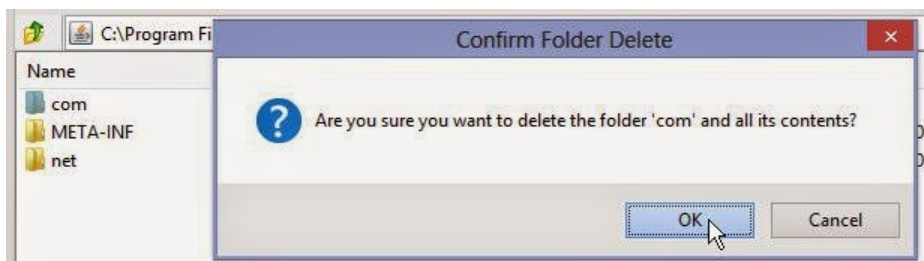 C:\Program Fi
Confirm Folder Delete
Name
com
Are you sure you want to delete the folder 'com' and all its contents?
META-INF
net
OK
Cancel